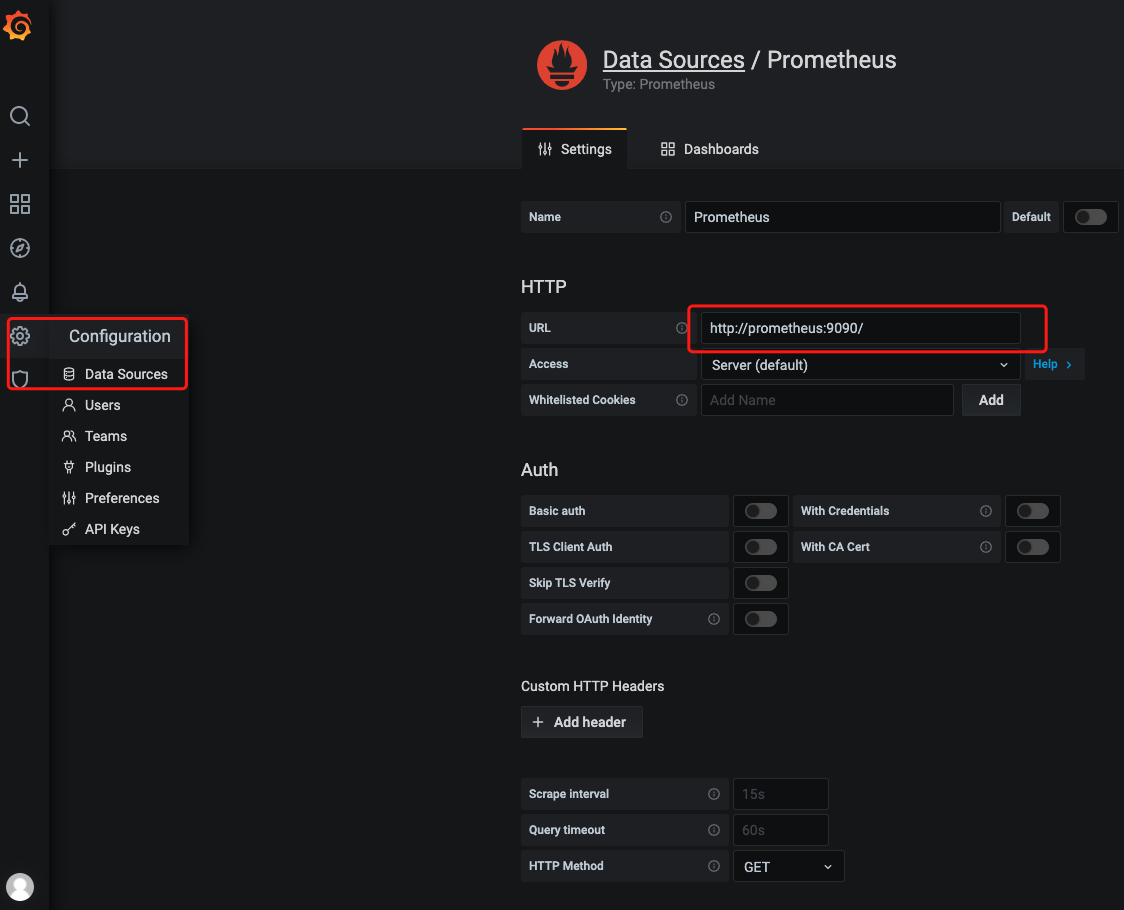 Data Sources / Prometheus
Type: Prometheus
Settings
Dashboards
Name
Prometheus
Default
HTTP
URL
http://prometheus:9090/
Access
Server (default)
Help
Whitelisted Cookies
Add Name
Add
Configuration
Data Sources
Users
Teams
Plugins
Preferences
API Keys
Auth
Basic auth
With Credentials
TLS Client Auth
With CA Cert
Skip TLS Verify
Forward OAuth Identity
Custom HTTP Headers
Add header
Scrape interval
15s
Query timeout
60s
HTTP Method
GET